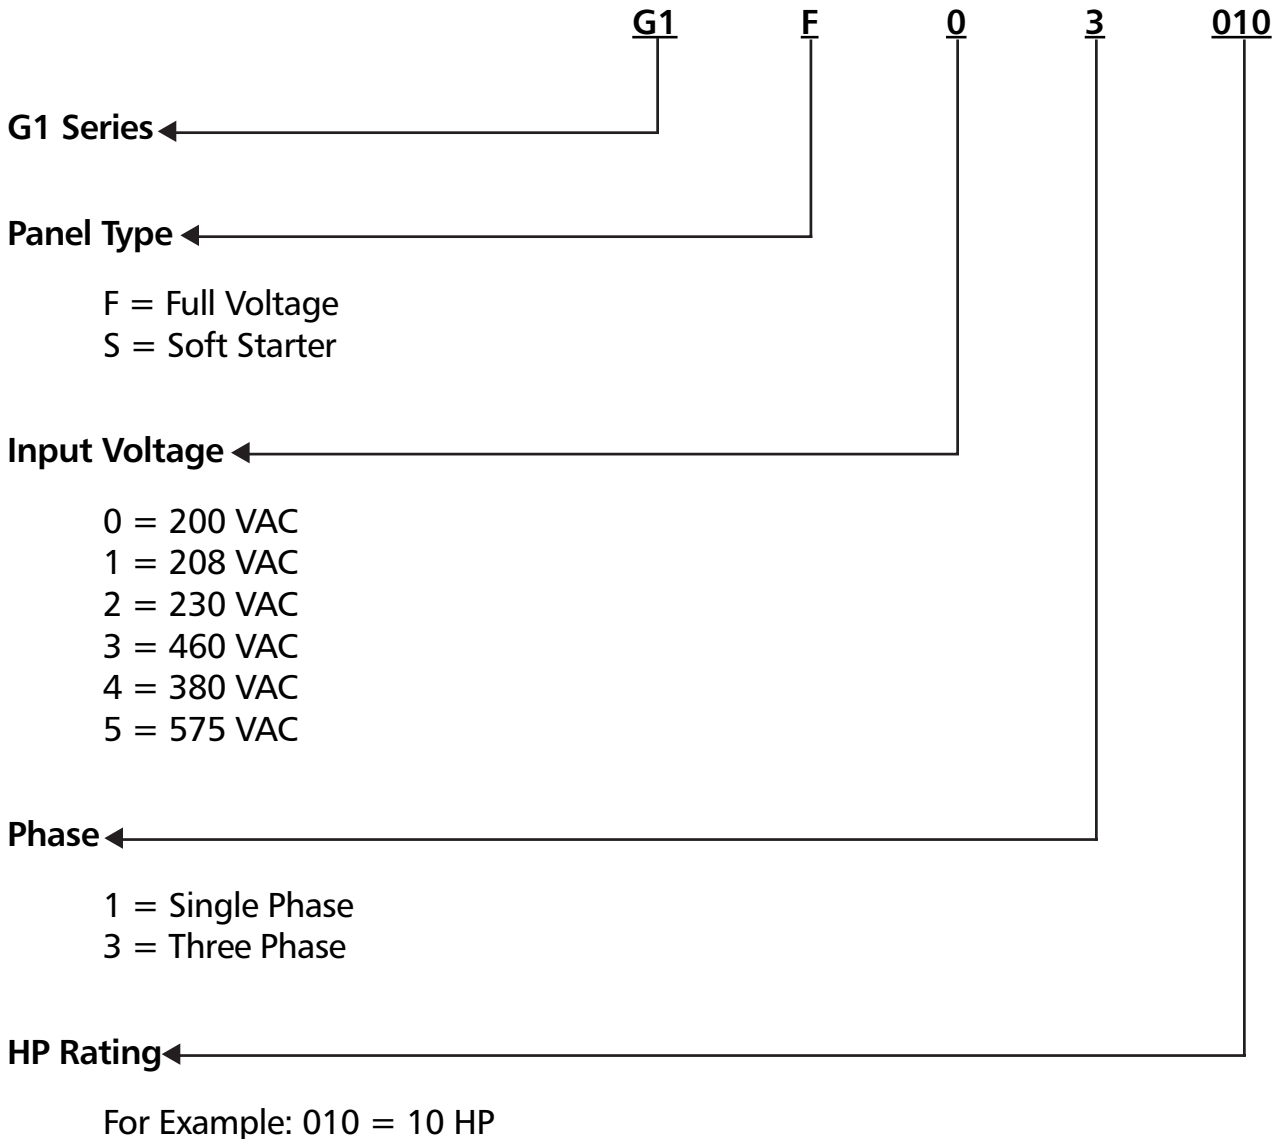 G1 F 0 3 010
G1 Series
Panel Type
F = Full Voltage
S = Soft Starter
Input Voltage
0 = 200 VAC
1 = 208 VAC
2 = 230 VAC
3 = 460 VAC
4 = 380 VAC
5 = 575 VAC
Phase
1 = Single Phase
3 = Three Phase
HP Rating
For Example: 010 = 10 HP